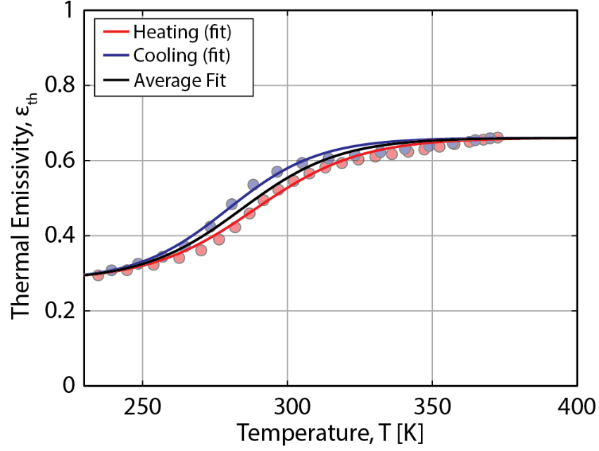 1
Heating (fit)
Cooling (fit)
Average Fit
0.8
0.6
0.4
0.2
0
Thermal Emissivity, ε_th
250 300 350 400
Temperature, T [K]